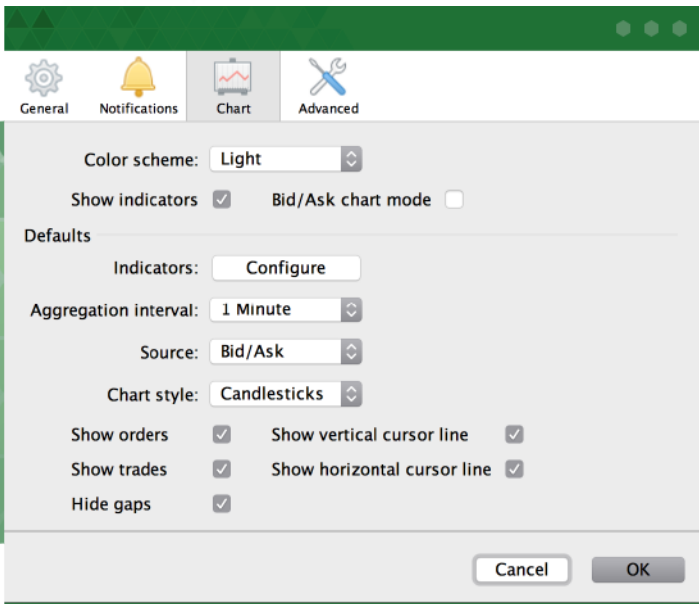 General Notifications Chart Advanced
Color scheme: Light
Show indicators Bid/Ask chart mode
Defaults
Indicators: Configure
Aggregation interval: 1 Minute
Source: Bid/Ask
Chart style: Candlesticks
Show orders Show vertical cursor line
Show trades Show horizontal cursor line
Hide gaps
Cancel OK